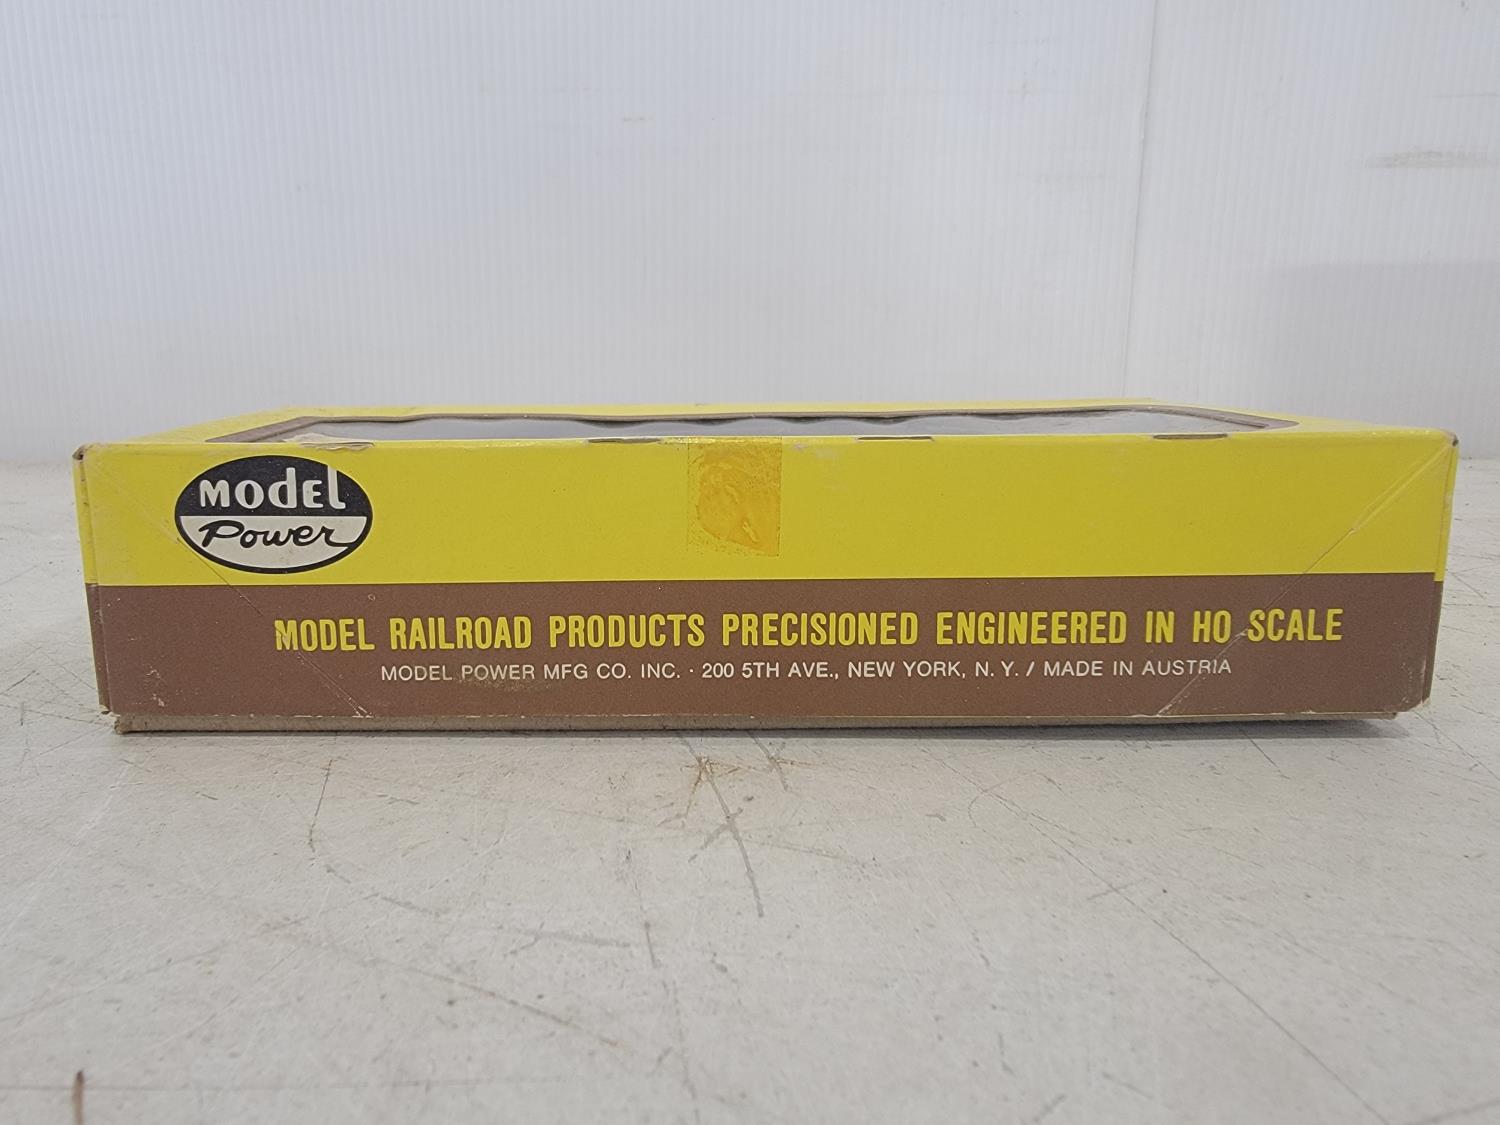 MODEL
Power
MODEL RAILROAD PRODUCTS PRECISIONED ENGINEERED IN HO SCALE
MODEL POWER MFG CO. INC. · 200 5TH AVE., NEW YORK, N. Y. / MADE IN AUSTRIA